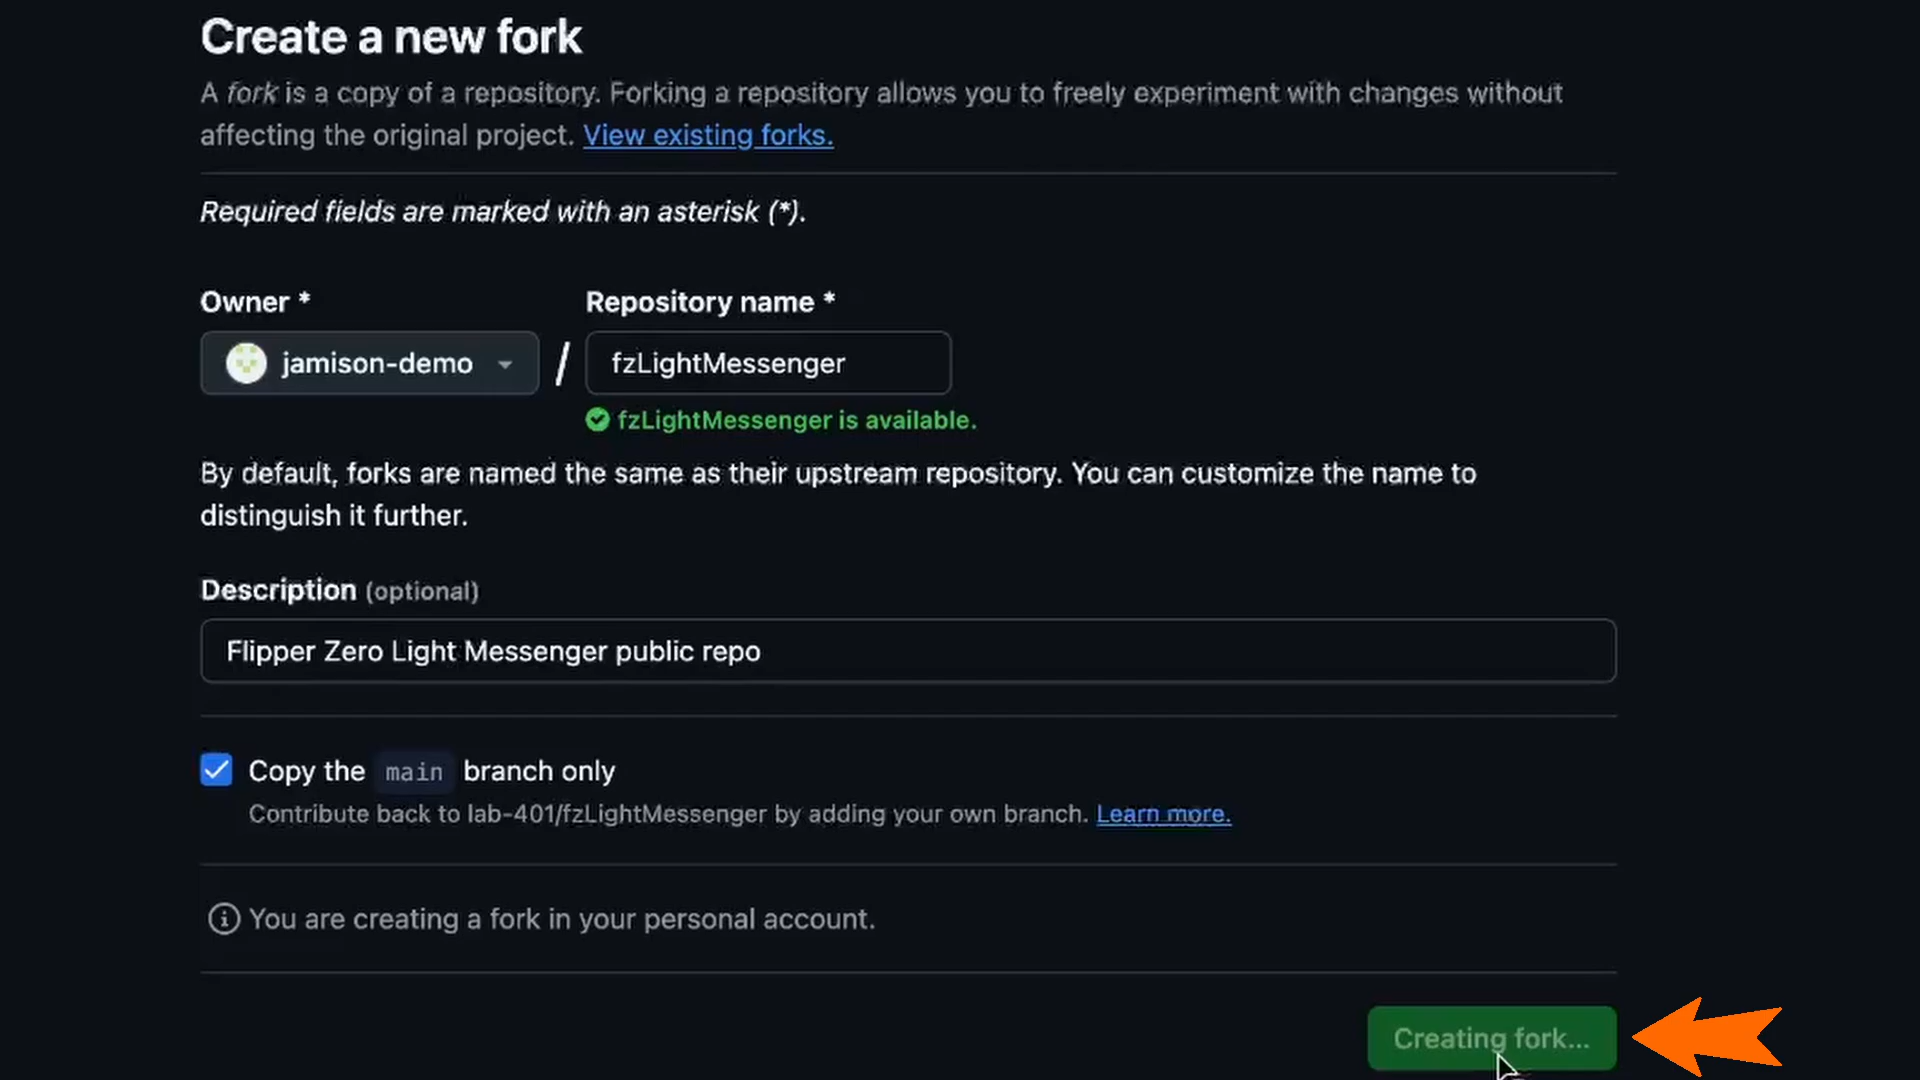 Create a new fork
A fork is a copy of a repository. Forking a repository allows you to freely experiment with changes without
affecting the original project. View existing forks.
Required fields are marked with an asterisk (*).
Owner *
Repository name *
jamison-demo
/
fzLightMessenger
fzLightMessenger is available.
By default, forks are named the same as their upstream repository. You can customize the name to
distinguish it further.
Description (optional)
Flipper Zero Light Messenger public repo
Copy the main branch only
Contribute back to lab-401/fzLightMessenger by adding your own branch. Learn more.
You are creating a fork in your personal account.
Creating fork...